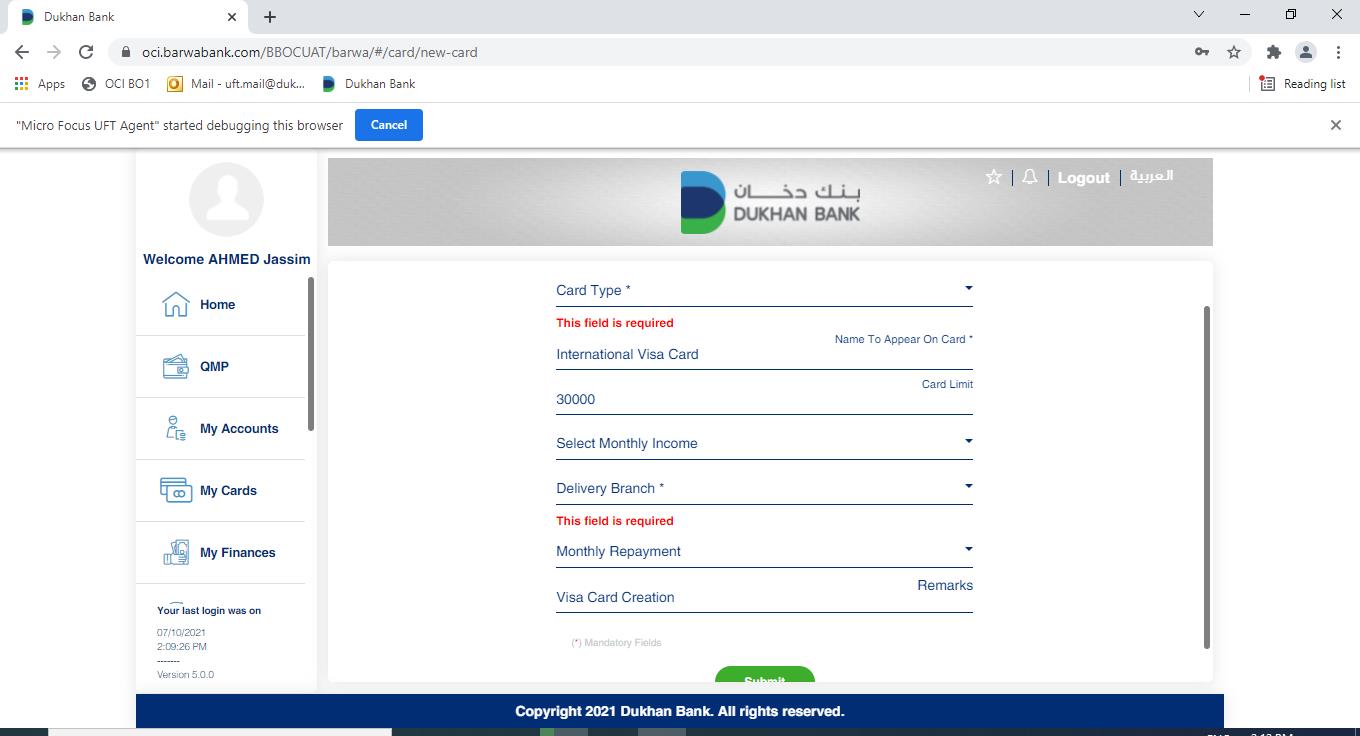 Dukhan Bank
oci.barwabank.com/BBOCUAT/barwa/#/card/new-card
Apps OCI BO1 Mail - uft.mail@duk... Dukhan Bank Reading list
"Micro Focus UFT Agent" started debugging this browser Cancel
بنك دخان
DUKHAN BANK
Logout العربية
Welcome AHMED Jassim
Home
QMP
My Accounts
My Cards
My Finances
Your last login was on
07/10/2021
2:09:26 PM
-------
Version 5.0.0
Card Type *
This field is required
Name To Appear On Card *
International Visa Card
Card Limit
30000
Select Monthly Income
Delivery Branch *
This field is required
Monthly Repayment
Remarks
Visa Card Creation
(*) Mandatory Fields
Submit
Copyright 2021 Dukhan Bank. All rights reserved.